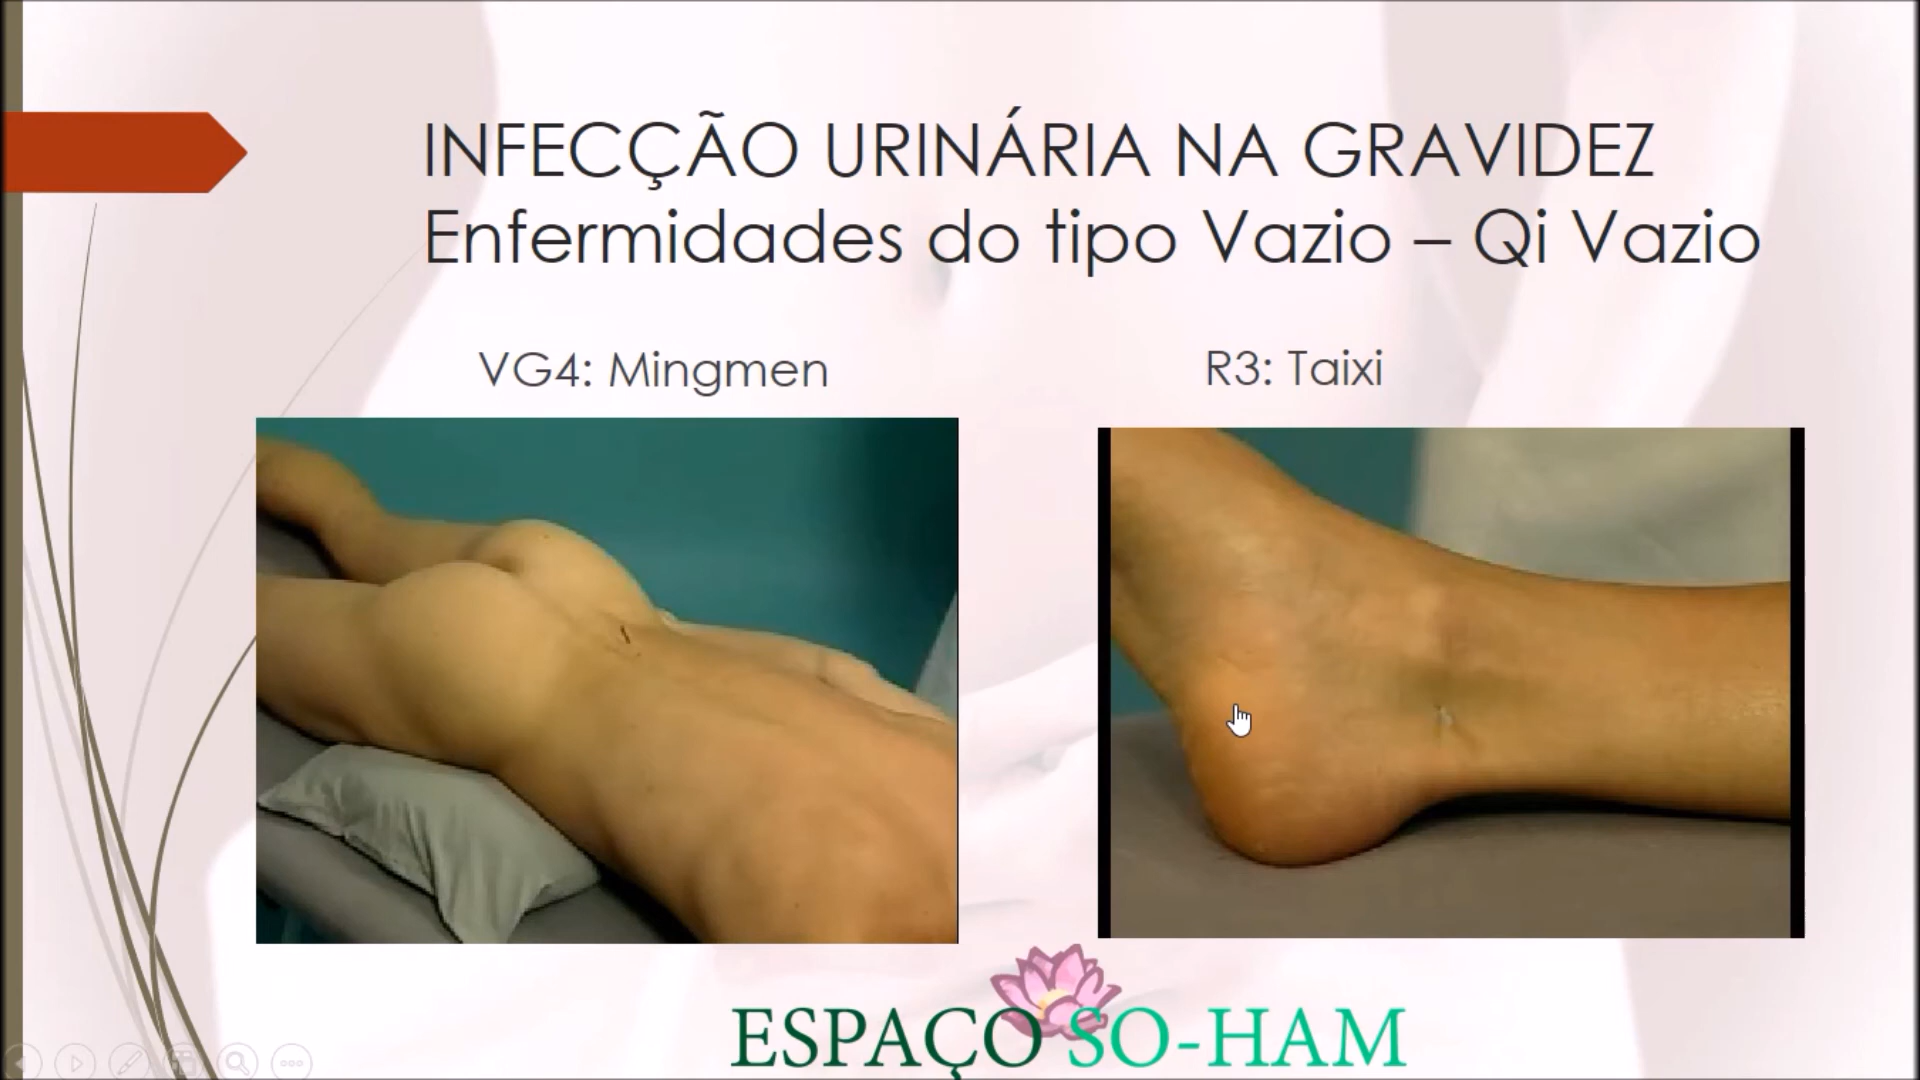 INFECÇÃO URINÁRIA NA GRAVIDEZ
Enfermidades do tipo Vazio – Qi Vazio
VG4: Mingmen
R3: Taixi
ESPAÇO SO-HAM